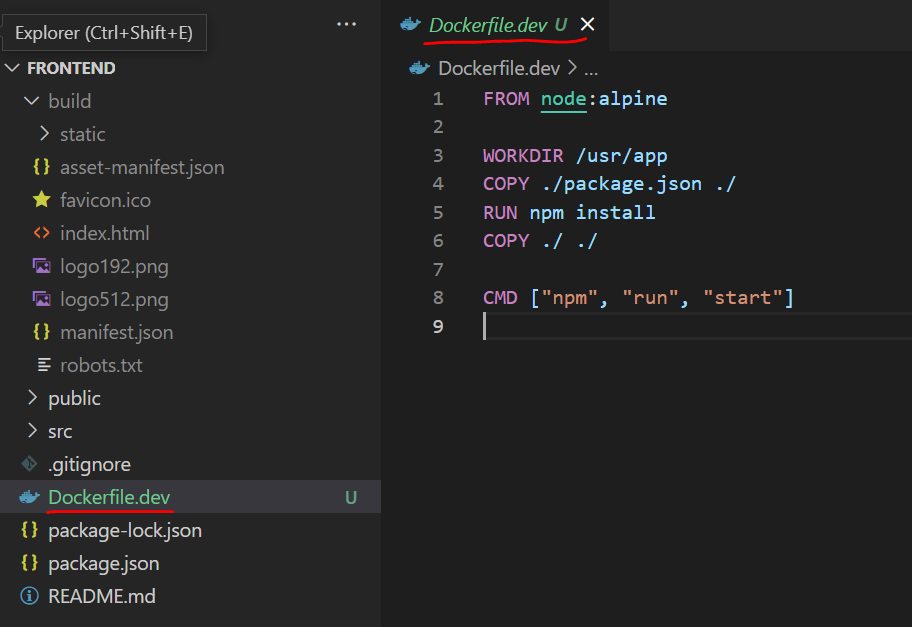 Explorer (Ctrl+Shift+E)
...
FRONTEND
build
static
{} asset-manifest.json
favicon.ico
<> index.html
logo192.png
logo512.png
{} manifest.json
robots.txt
public
src
.gitignore
Dockerfile.dev U
{} package-lock.json
{} package.json
README.md
Dockerfile.dev U
Dockerfile.dev > ...
1 FROM node:alpine
2
3 WORKDIR /usr/app
4 COPY ./package.json ./
5 RUN npm install
6 COPY ./ ./
7
8 CMD ["npm", "run", "start"]
9